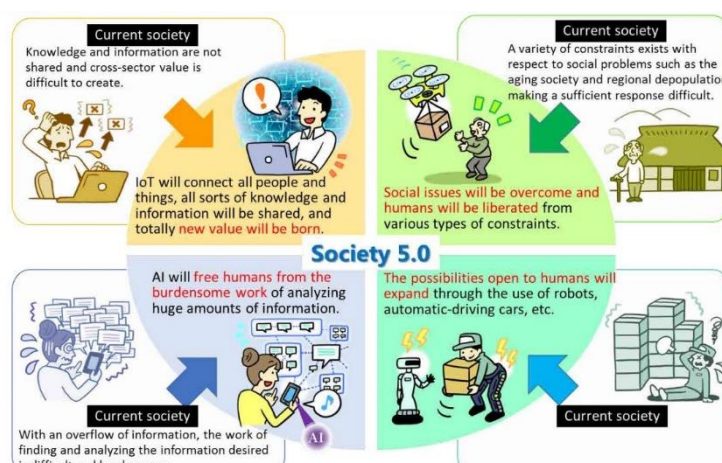 Current society
Knowledge and information are not
shared and cross-sector value is
difficult to create.
IoT will connect all people and
things, all sorts of knowledge and
information will be shared, and
totally new value will be born.
Current society
A variety of constraints exists with
respect to social problems such as the
aging society and regional depopulation
making a sufficient response difficult.
Social issues will be overcome and
humans will be liberated from
various types of constraints.
Society 5.0
AI will free humans from the
burdensome work of analyzing
huge amounts of information.
AI
Current society
With an overflow of information, the work of
finding and analyzing the information desired
The possibilities open to humans will
expand through the use of robots,
automatic-driving cars, etc.
Current society